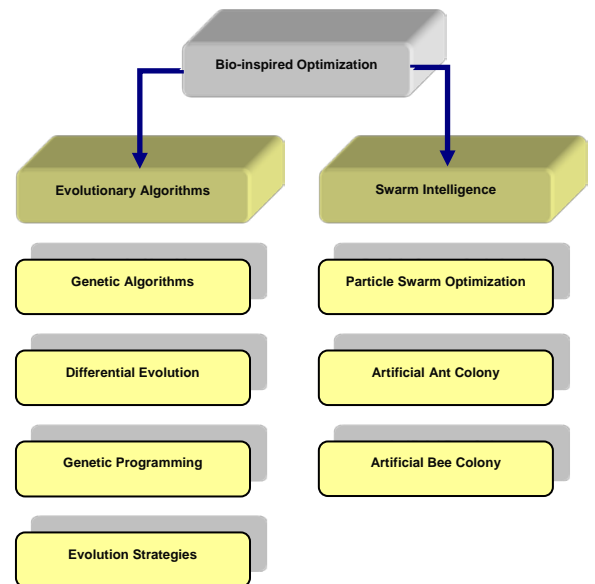 Bio-inspired Optimization
Evolutionary Algorithms
Swarm Intelligence
Genetic Algorithms
Particle Swarm Optimization
Differential Evolution
Artificial Ant Colony
Genetic Programming
Artificial Bee Colony
Evolution Strategies